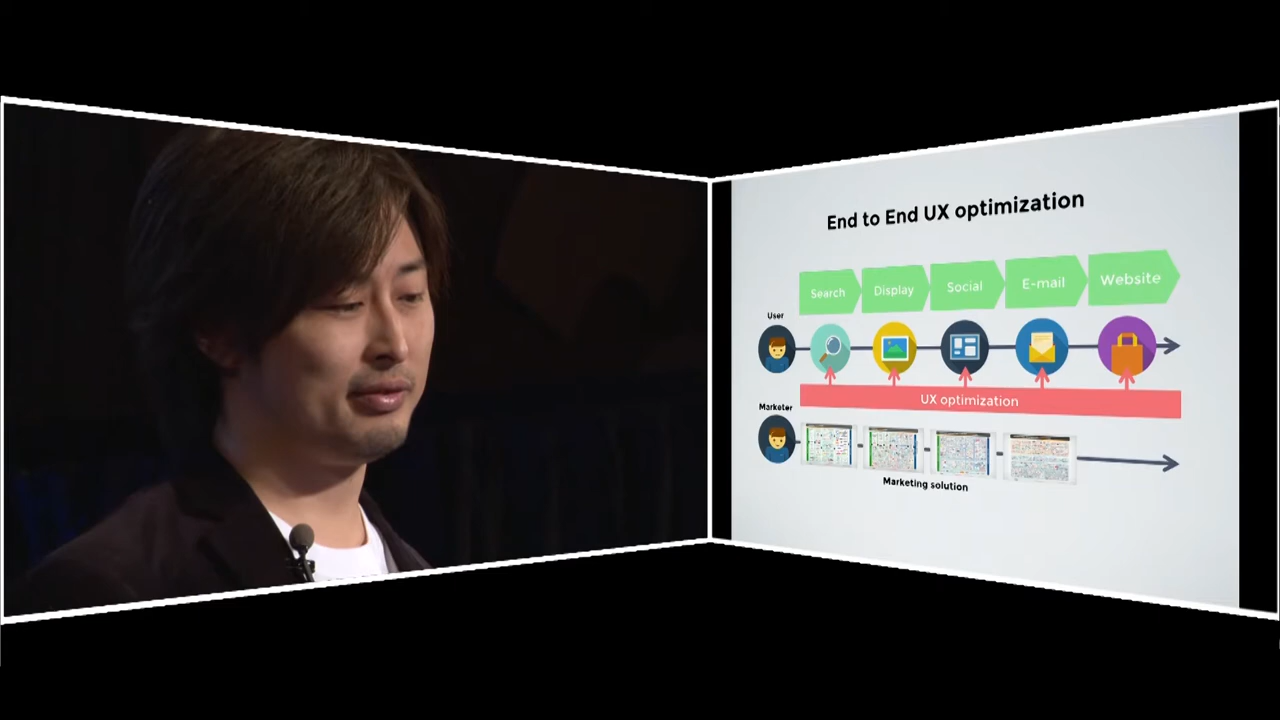 End to End UX optimization
Search
Display
Social
E-mail
Website
User
UX optimization
Marketer
Marketing solution